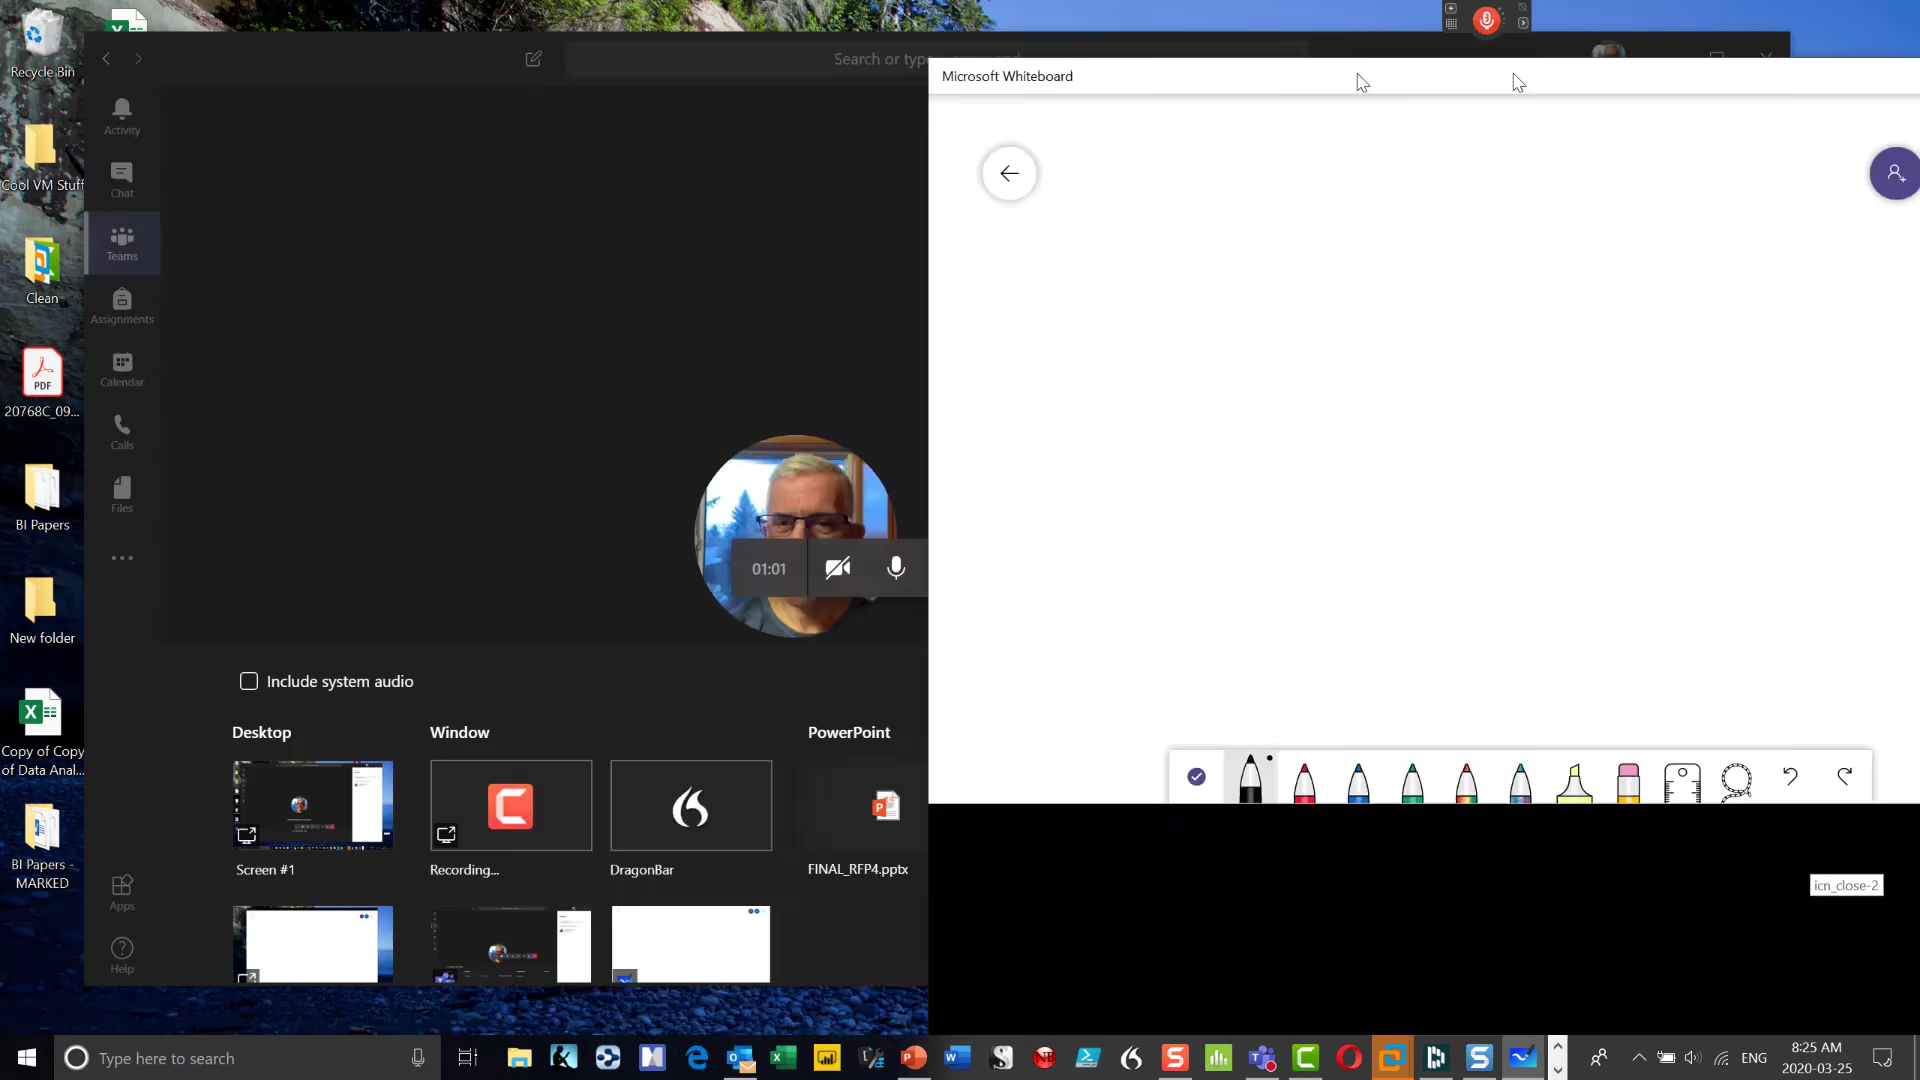 Recycle Bin
Cool VM Stuff
Clean
PDF
20768C_09...
BI Papers
New folder
Copy of Copy
of Data Anal...
BI Papers -
MARKED
Search or type
Activity
Chat
Teams
Assignments
Calendar
Calls
Files
Apps
Help
01:01
Include system audio
Desktop
Window
PowerPoint
Screen #1
Recording...
DragonBar
FINAL_RFP4.pptx
Microsoft Whiteboard
icn_close-2
Type here to search
ENG
8:25 AM
2020-03-25